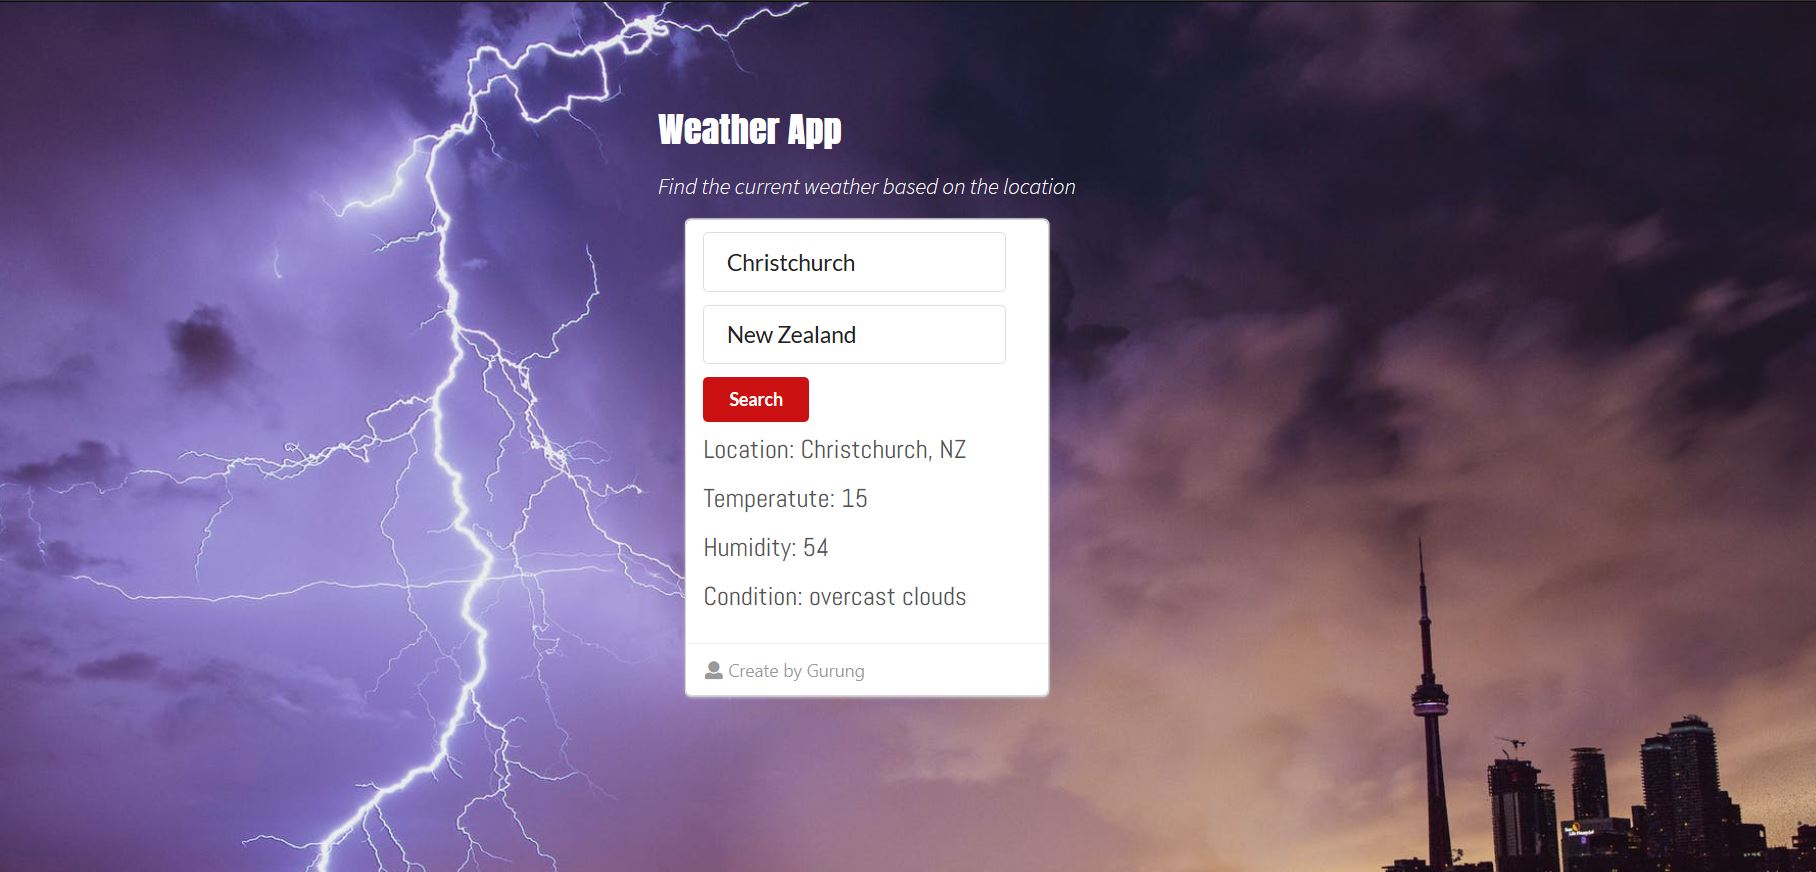 Weather App
Find the current weather based on the location
Christchurch
New Zealand
Search
Location: Christchurch, NZ
Temperatute: 15
Humidity: 54
Condition: overcast clouds
Create by Gurung